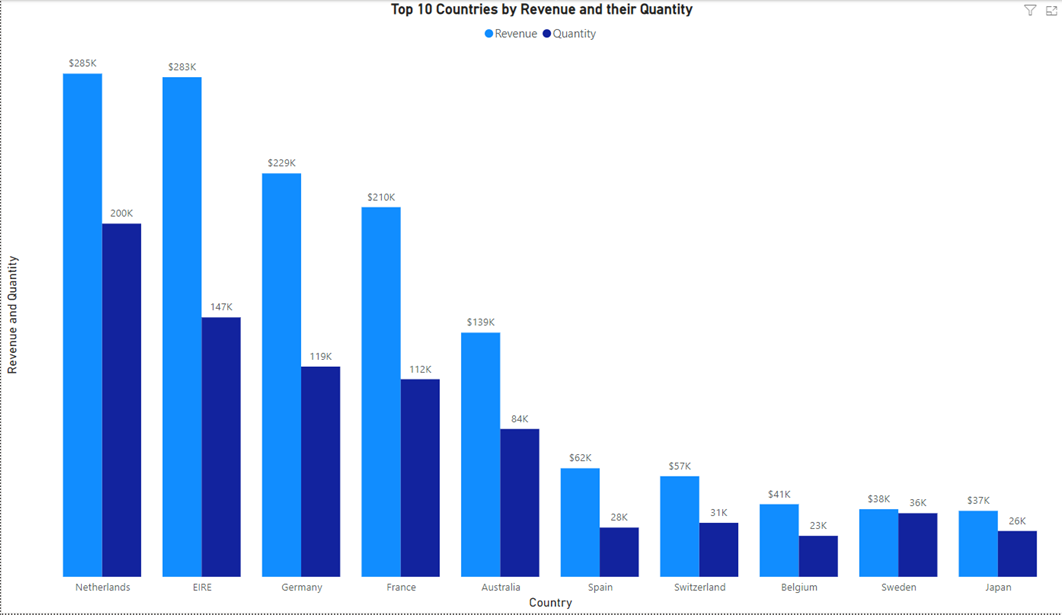 Top 10 Countries by Revenue and their Quantity
Revenue Quantity
Revenue and Quantity
$285K
200K
$283K
147K
$229K
119K
$210K
112K
$139K
84K
$62K
28K
$57K
31K
$41K
23K
$38K
36K
$37K
26K
Netherlands EIRE Germany France Australia Spain Switzerland Belgium Sweden Japan
Country